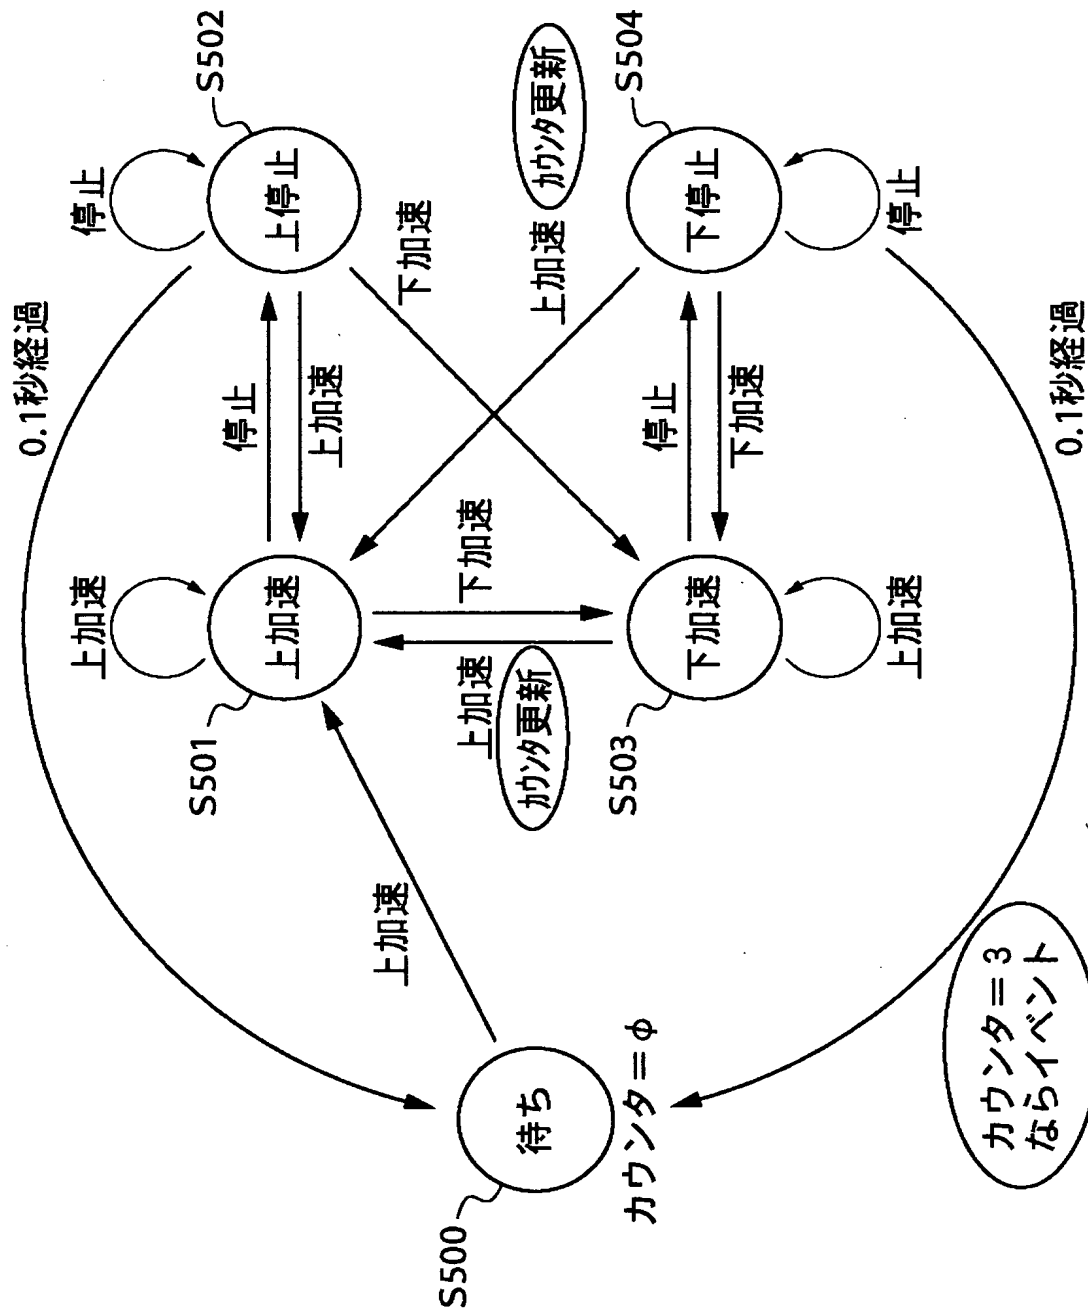 0.1秒経過
停止
S502
上停止
上加速
上加速
S501
停止
上加速
下加速
上加速
カウンタ更新
下加速
上加速
カウンタ更新
上加速
待ち
S500
カウンタ=φ
S503
下加速
上加速
停止
下加速
S504
下停止
停止
0.1秒経過
カウンタ=3
ならイベント